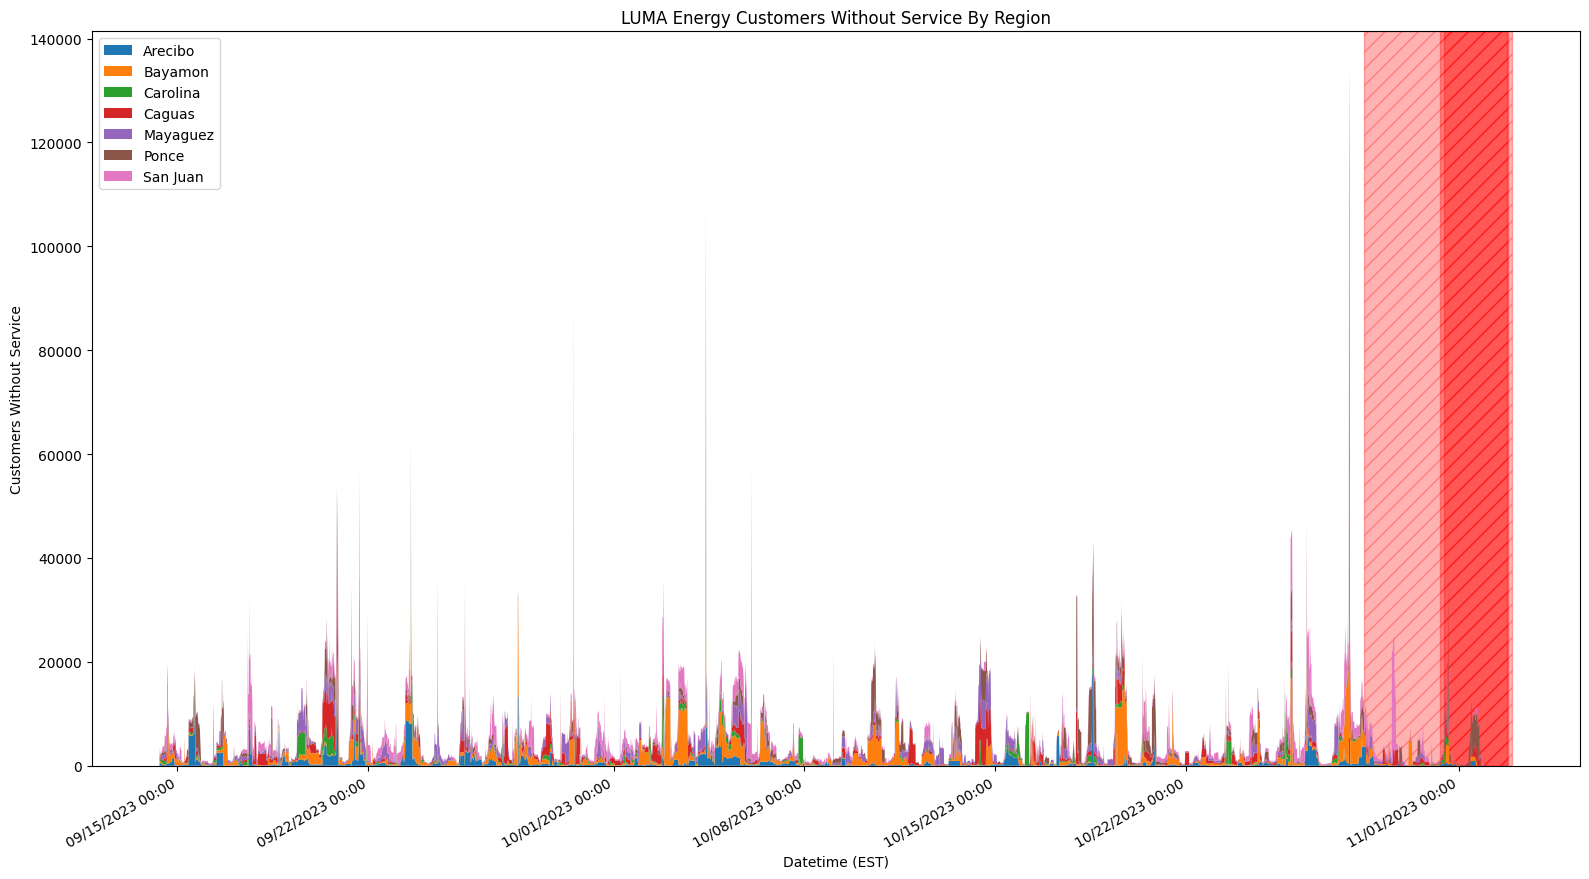 LUMA Energy Customers Without Service By Region
140000
120000
100000
80000
60000
40000
20000
0
Customers Without Service
Arecibo
Bayamon
Carolina
Caguas
Mayaguez
Ponce
San Juan
09/15/2023 00:00
09/22/2023 00:00
10/01/2023 00:00
10/08/2023 00:00
10/15/2023 00:00
10/22/2023 00:00
11/01/2023 00:00
Datetime (EST)